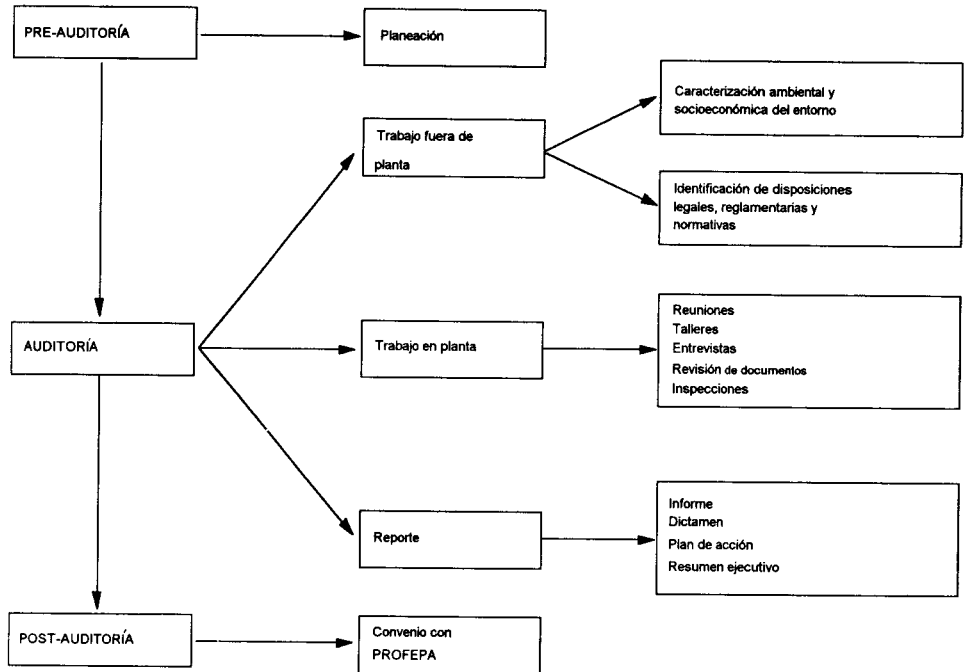 PRE-AUDITORÍA
Planeación
Caracterización ambiental y
socioeconómica del entorno
Trabajo fuera de
planta
Identificación de disposiciones
legales, reglamentarias y
normativas
AUDITORÍA
Trabajo en planta
Reuniones
Talleres
Entrevistas
Revisión de documentos
Inspecciones
Reporte
Informe
Dictamen
Plan de acción
Resumen ejecutivo
POST-AUDITORÍA
Convenio con
PROFEPA